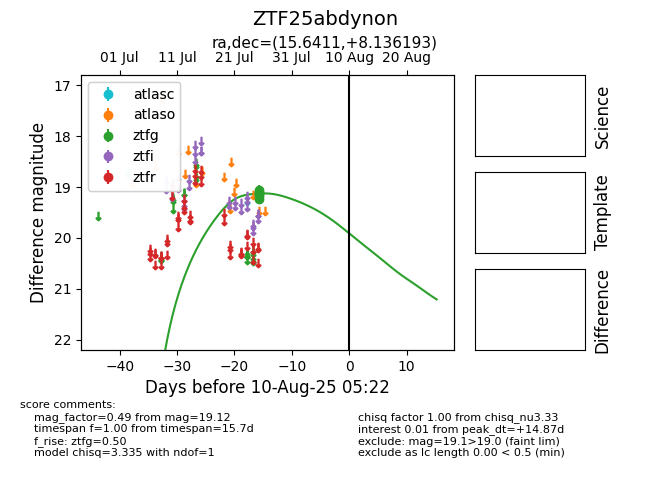 ZTF25abdynon
ra,dec=(15.6411,+8.136193)
01 Jul 11 Jul 21 Jul 31 Jul 10 Aug 20 Aug
17
18
19
20
21
22
Difference magnitude
atlasc
atlaso
ztfg
ztfi
ztfr
−40 −30 −20 −10 0 10
Days before 10-Aug-25 05:22
Science
Template
Difference
score comments:
mag_factor=0.49 from mag=19.12
timespan f=1.00 from timespan=15.7d
f_rise: ztfg=0.50
model chisq=3.335 with ndof=1
chisq factor 1.00 from chisq_nu3.33
interest 0.01 from peak_dt=+14.87d
exclude: mag=19.1>19.0 (faint lim)
exclude as lc length 0.00 < 0.5 (min)